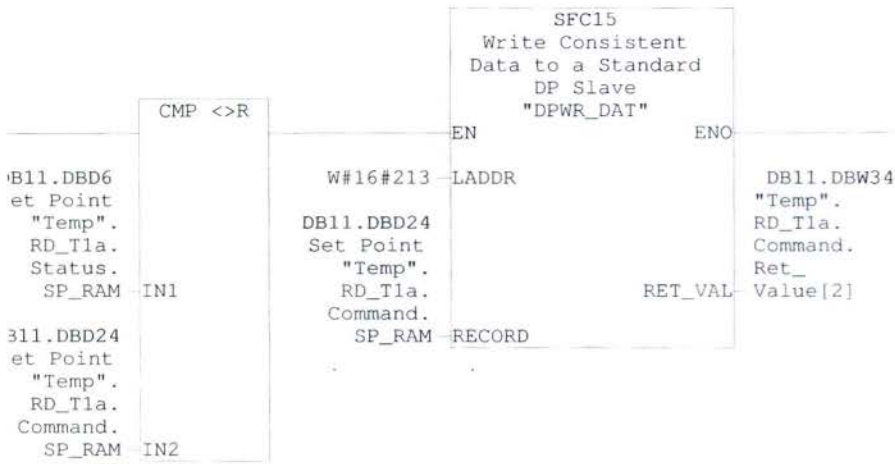 SFC15
Write Consistent
Data to a Standard
DP Slave
"DPWR_DAT"
CMP <>R
EN
ENO
B11.DBD6
et Point
"Temp".
RD_T1a.
Status.
SP_RAM
IN1
W#16#213
LADDR
DB11.DBD24
Set Point
"Temp".
RD_T1a.
Command.
SP_RAM
RECORD
DB11.DBW34
"Temp".
RD_T1a.
Command.
Ret_
Value[2]
RET_VAL
B11.DBD24
et Point
"Temp".
RD_T1a.
Command.
SP_RAM
IN2